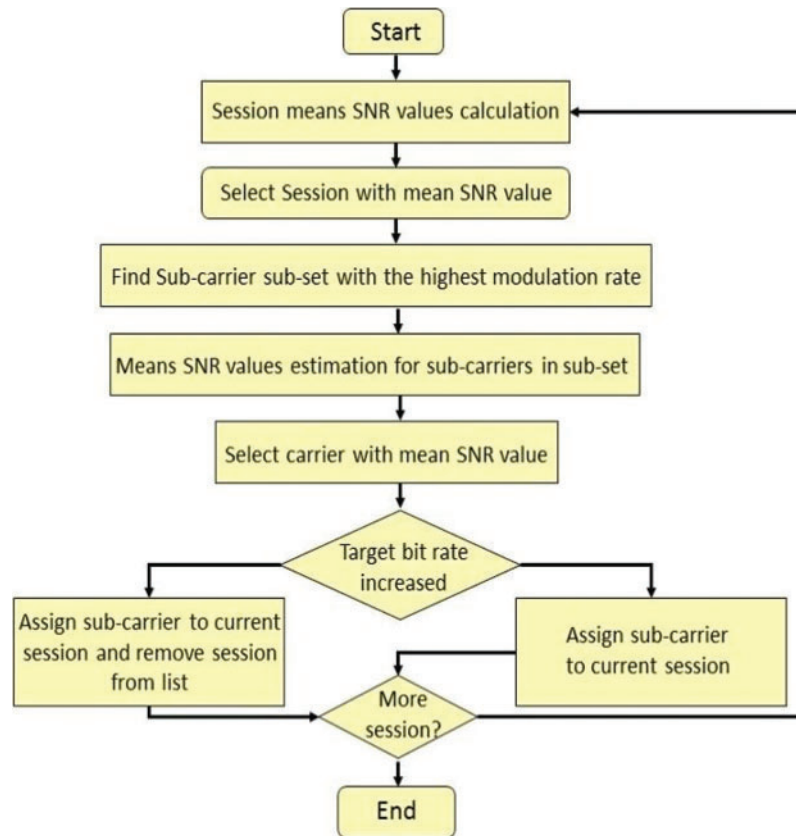 Start
Session means SNR values calculation
Select Session with mean SNR value
Find Sub-carrier sub-set with the highest modulation rate
Means SNR values estimation for sub-carriers in sub-set
Select carrier with mean SNR value
Target bit rate
increased
Assign sub-carrier to current
session and remove session
from list
Assign sub-carrier
to current session
More
session?
End